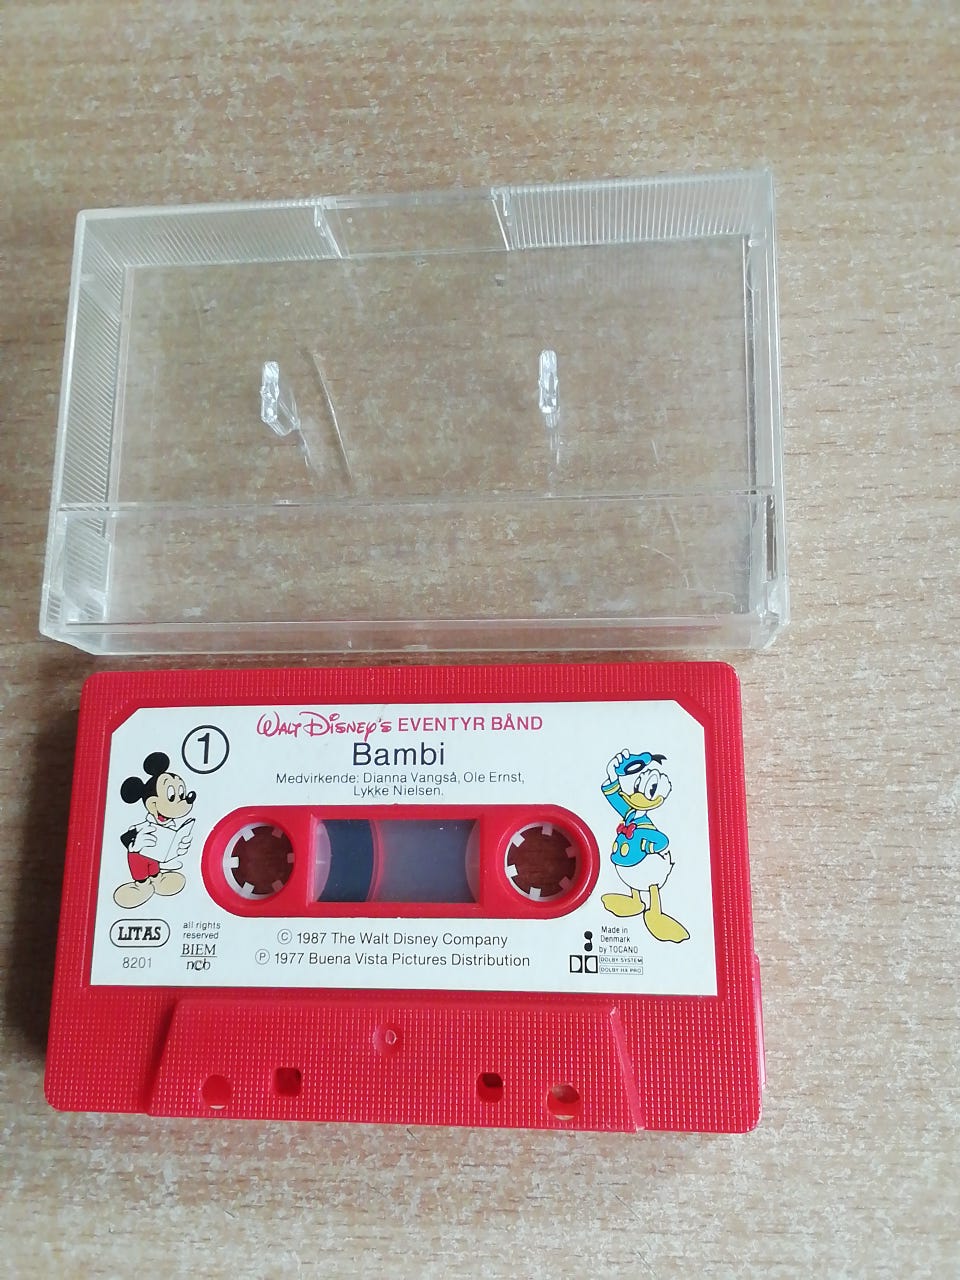 1
WALT DISNEY'S EVENTYR BÅND
Bambi
Medvirkende: Dianna Vangså, Ole Ernst,
Lykke Nielsen.
LITAS
8201
all rights
reserved
BIEM
ncb
© 1987 The Walt Disney Company
℗ 1977 Buena Vista Pictures Distribution
Made in
Denmark
by TOCANO
DOLBY SYSTEM
DOLBY HX PRO